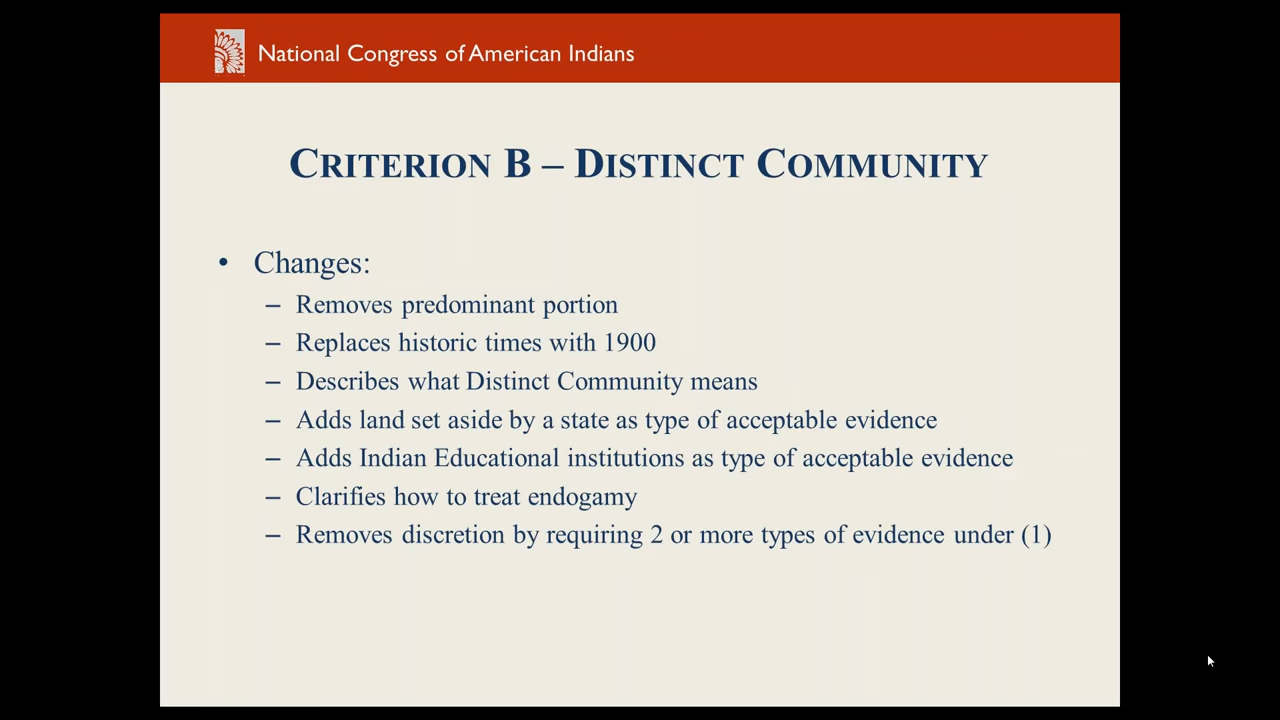 National Congress of American Indians
CRITERION B – DISTINCT COMMUNITY
• Changes:
– Removes predominant portion
– Replaces historic times with 1900
– Describes what Distinct Community means
– Adds land set aside by a state as type of acceptable evidence
– Adds Indian Educational institutions as type of acceptable evidence
– Clarifies how to treat endogamy
– Removes discretion by requiring 2 or more types of evidence under (1)